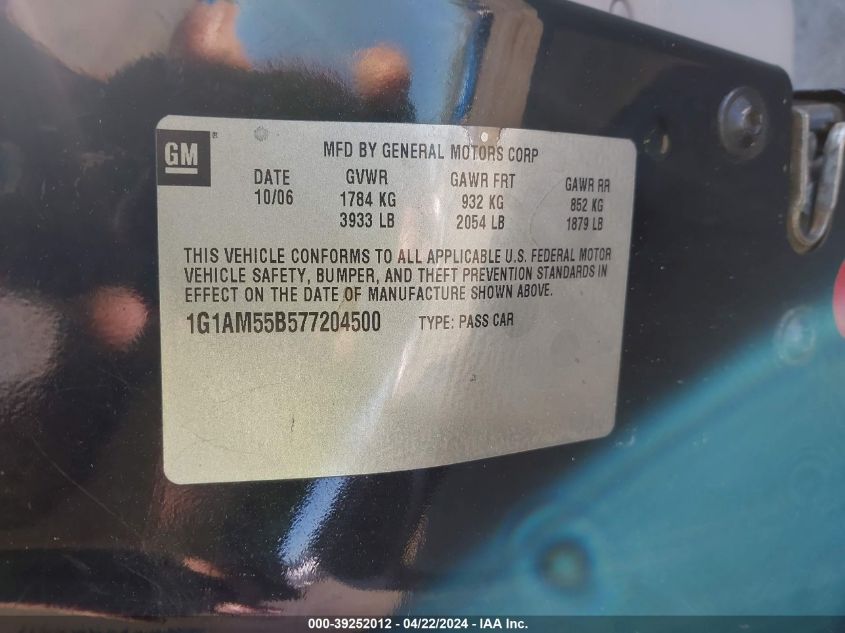 GM®
MFD BY GENERAL MOTORS CORP
DATE GVWR GAWR FRT GAWR RR
10/06 1784 KG 932 KG 852 KG
3933 LB 2054 LB 1879 LB
THIS VEHICLE CONFORMS TO ALL APPLICABLE U.S. FEDERAL MOTOR
VEHICLE SAFETY, BUMPER, AND THEFT PREVENTION STANDARDS IN
EFFECT ON THE DATE OF MANUFACTURE SHOWN ABOVE.
1G1AM55B577204500 TYPE: PASS CAR
000-39252012 - 04/22/2024 - IAA Inc.